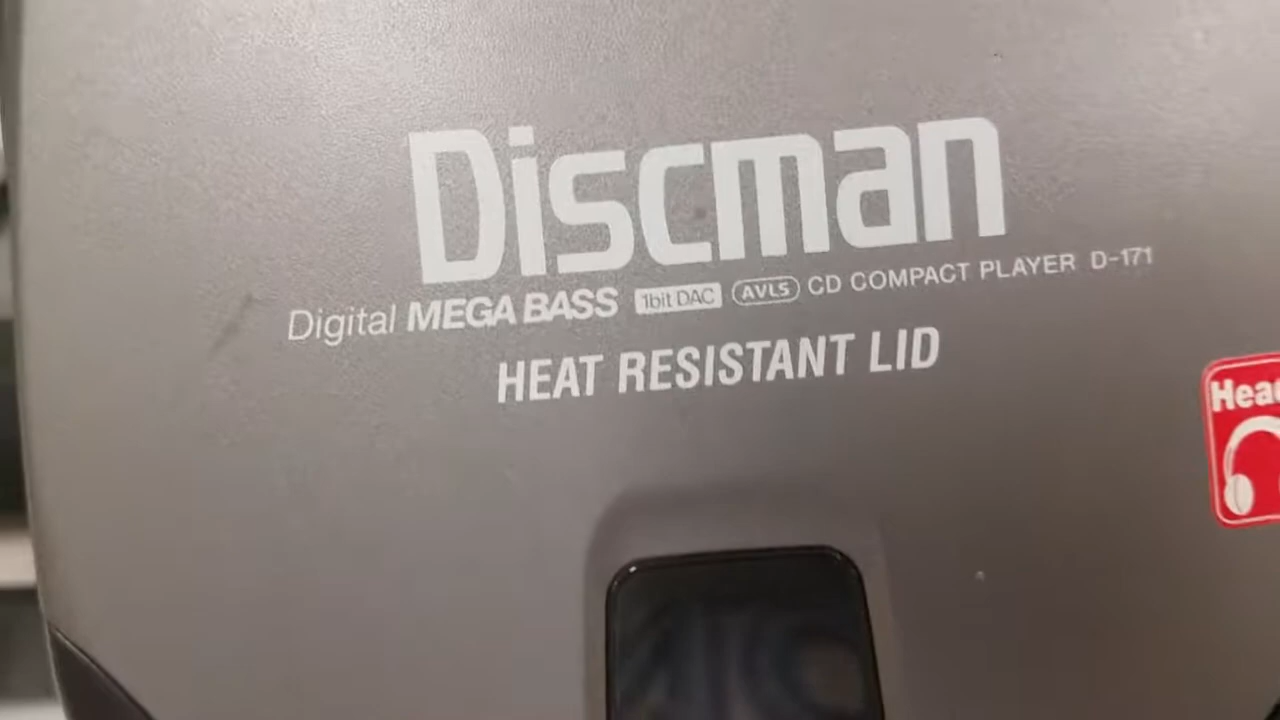 Discman
Digital MEGA BASS 1bit DAC AVLS CD COMPACT PLAYER D-171
HEAT RESISTANT LID